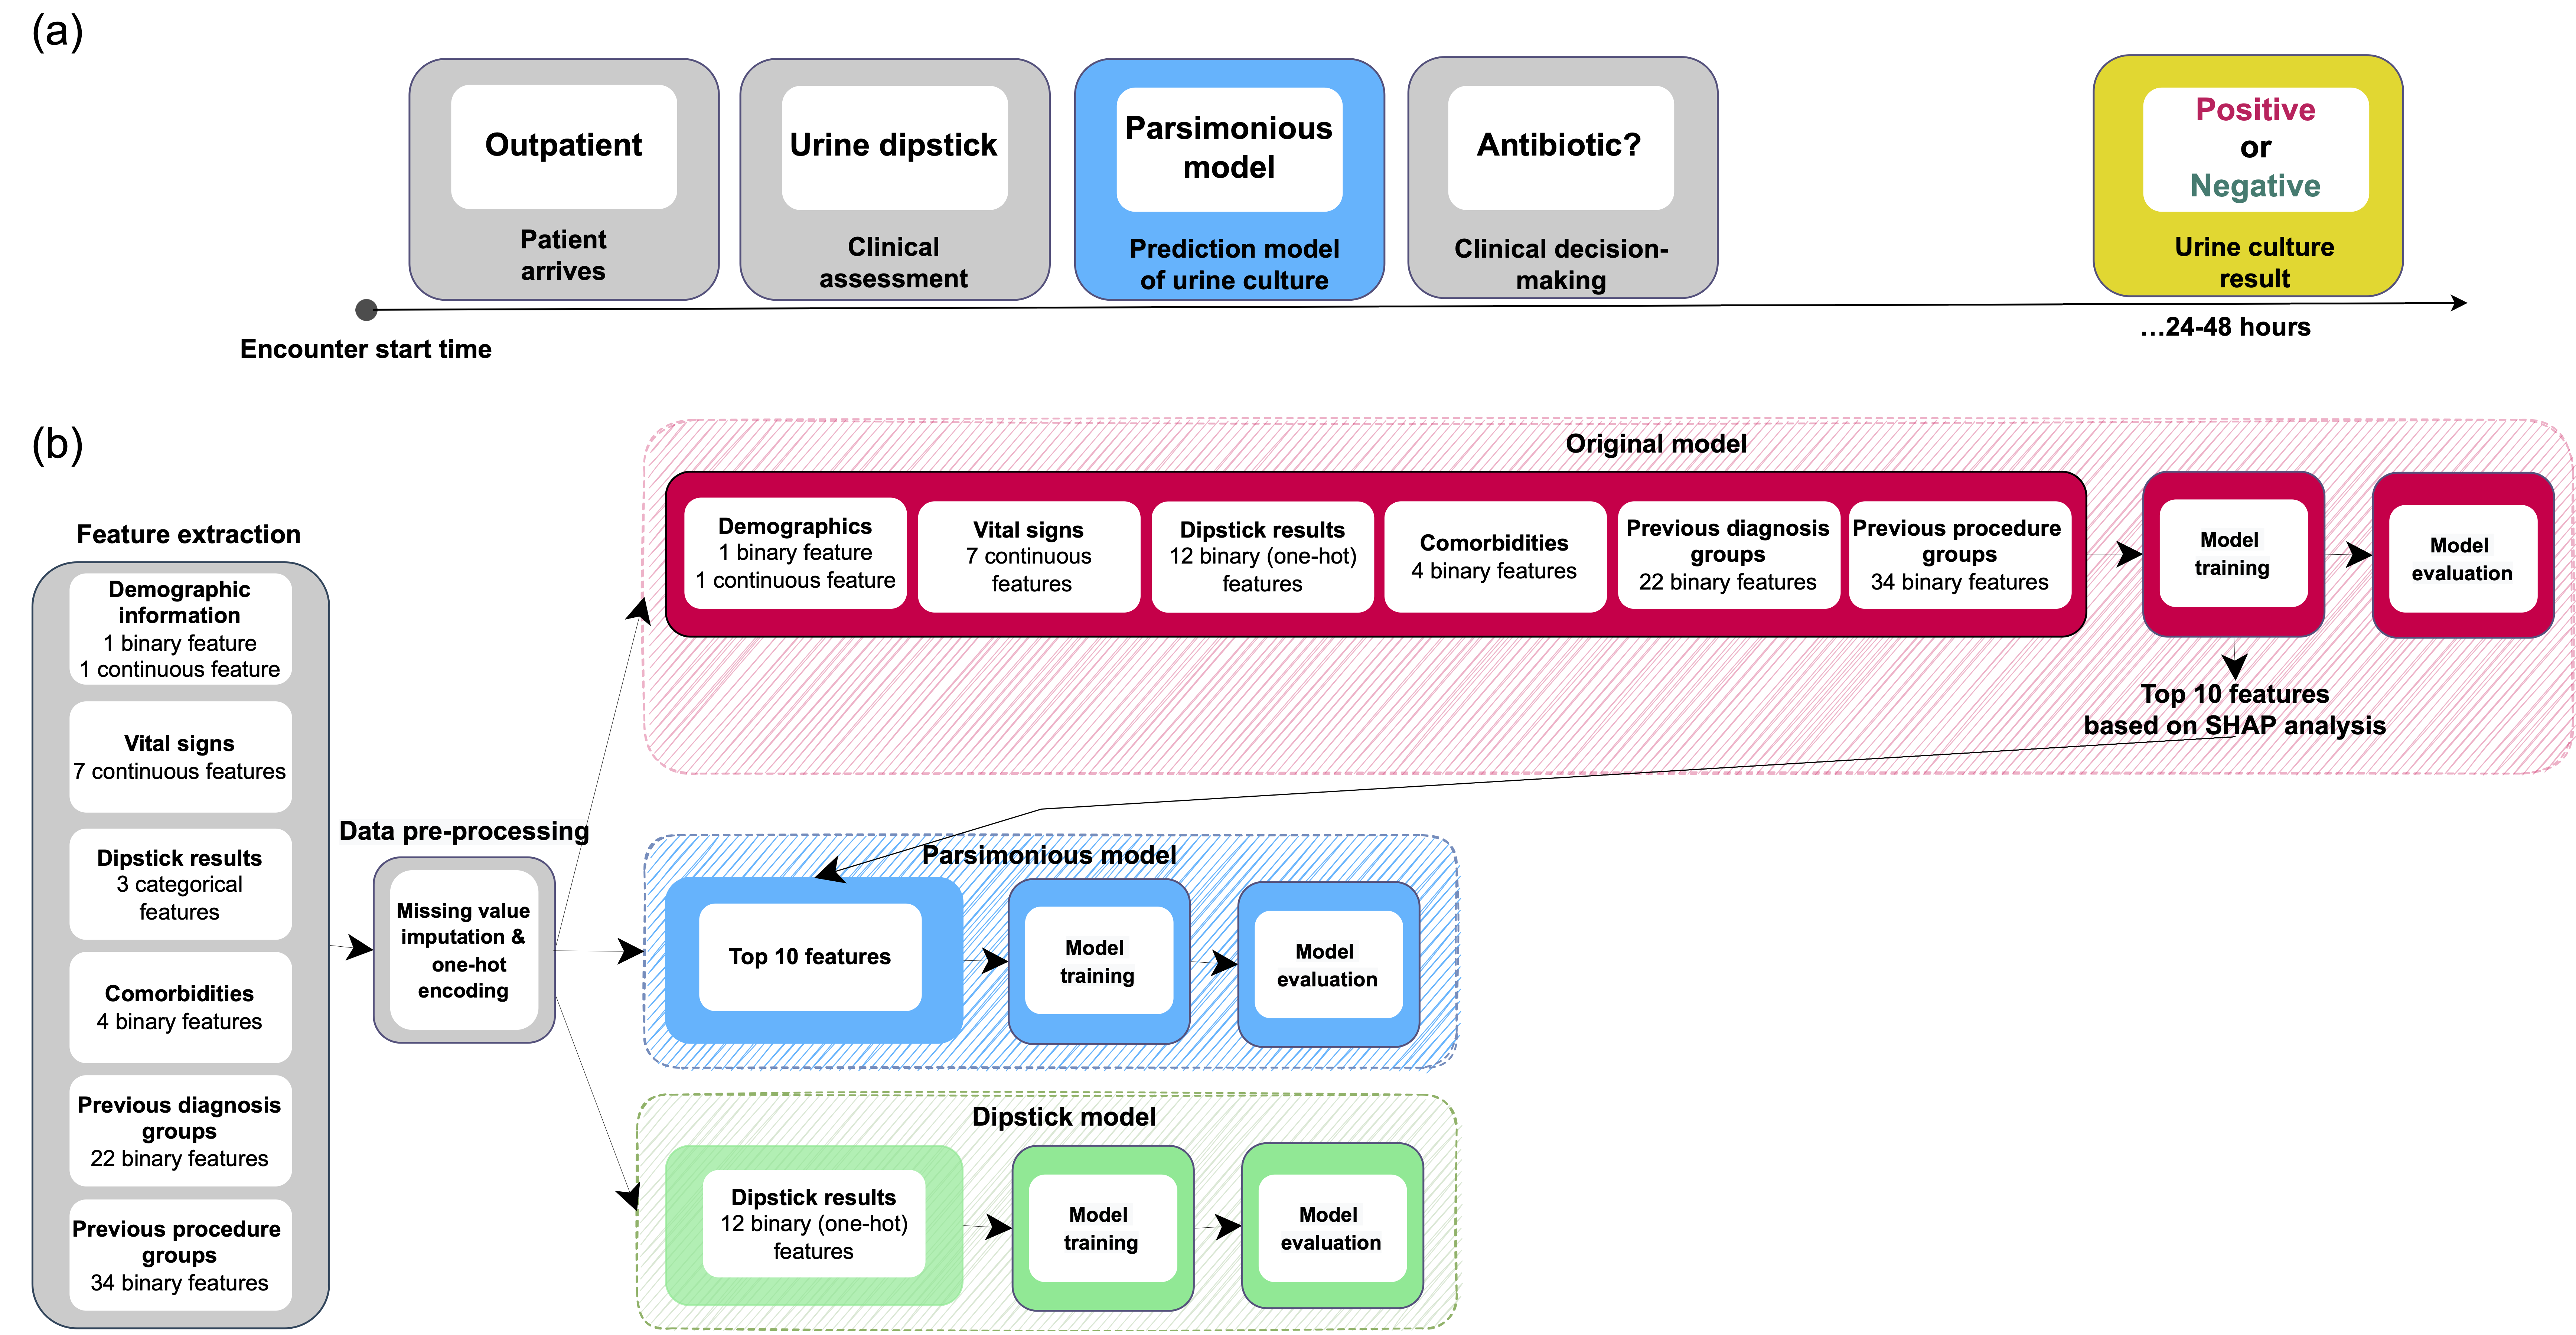 (a)
Outpatient
Patient
arrives
Urine dipstick
Clinical
assessment
Parsimonious
model
Prediction model
of urine culture
Antibiotic?
Clinical decision-
making
Positive
or
Negative
Urine culture
result
Encounter start time
...24-48 hours
(b)
Feature extraction
Demographic
information
1 binary feature
1 continuous feature
Vital signs
7 continuous features
Dipstick results
3 categorical
features
Comorbidities
4 binary features
Previous diagnosis
groups
22 binary features
Previous procedure
groups
34 binary features
Data pre-processing
Missing value
imputation &
one-hot
encoding
Original model
Demographics
1 binary feature
1 continuous feature
Vital signs
7 continuous
features
Dipstick results
12 binary (one-hot)
features
Comorbidities
4 binary features
Previous diagnosis
groups
22 binary features
Previous procedure
groups
34 binary features
Model
training
Model
evaluation
Top 10 features
based on SHAP analysis
Parsimonious model
Top 10 features
Model
training
Model
evaluation
Dipstick model
Dipstick results
12 binary (one-hot)
features
Model
training
Model
evaluation